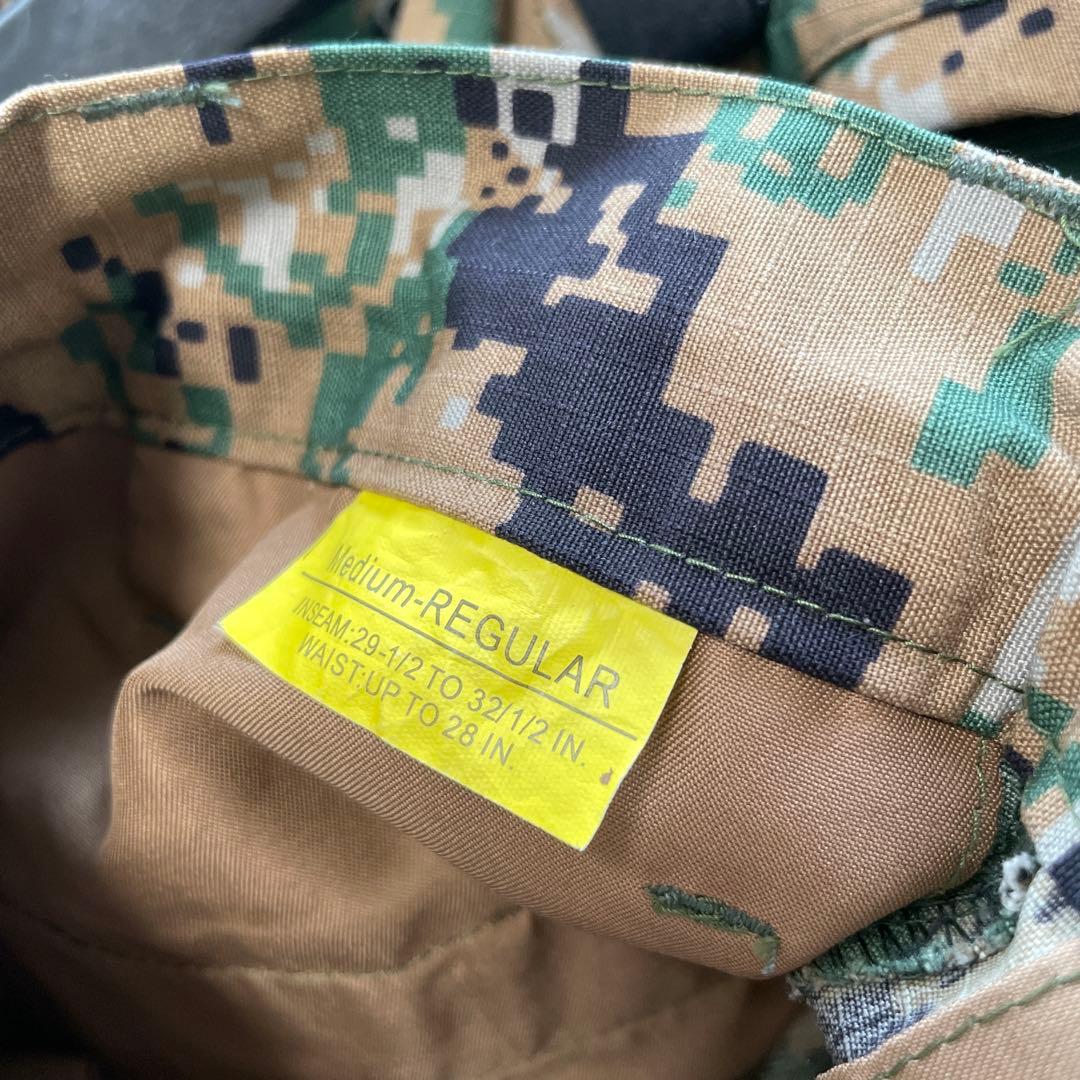 Medium-REGULAR
INSEAM:29-1/2 TO 32/1/2 IN.
WAIST:UP TO 28 IN.